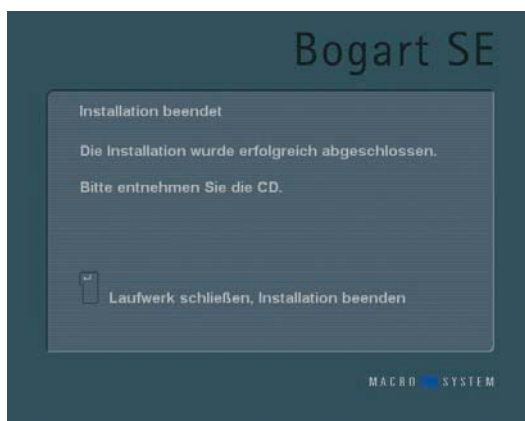 Bogart SE
Installation beendet
Die Installation wurde erfolgreich abgeschlossen.
Bitte entnehmen Sie die CD.
Laufwerk schließen, Installation beenden
MACRO SYSTEM